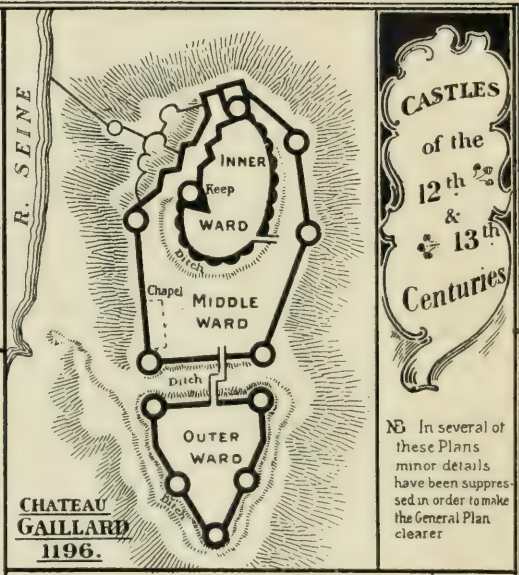 R. SEINE
INNER
Keep
WARD
Ditch
Chapel
MIDDLE
WARD
Ditch
OUTER
WARD
Ditch
CHATEAU
GAILLARD
1196.
CASTLES
of the
12th
&
13th
Centuries
NB In several of
these Plans
minor details
have been suppres-
sed in order to make
the General Plan
clearer